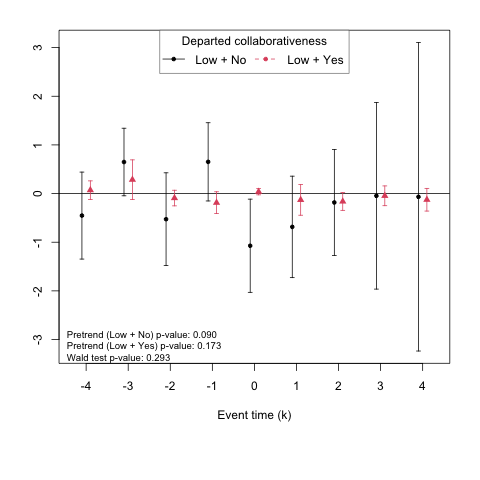 Departed collaborativeness
Low + No Low + Yes
3
2
1
0
-1
-2
-3
Pretrend (Low + No) p-value: 0.090
Pretrend (Low + Yes) p-value: 0.173
Wald test p-value: 0.293
-4 -3 -2 -1 0 1 2 3 4
Event time (k)